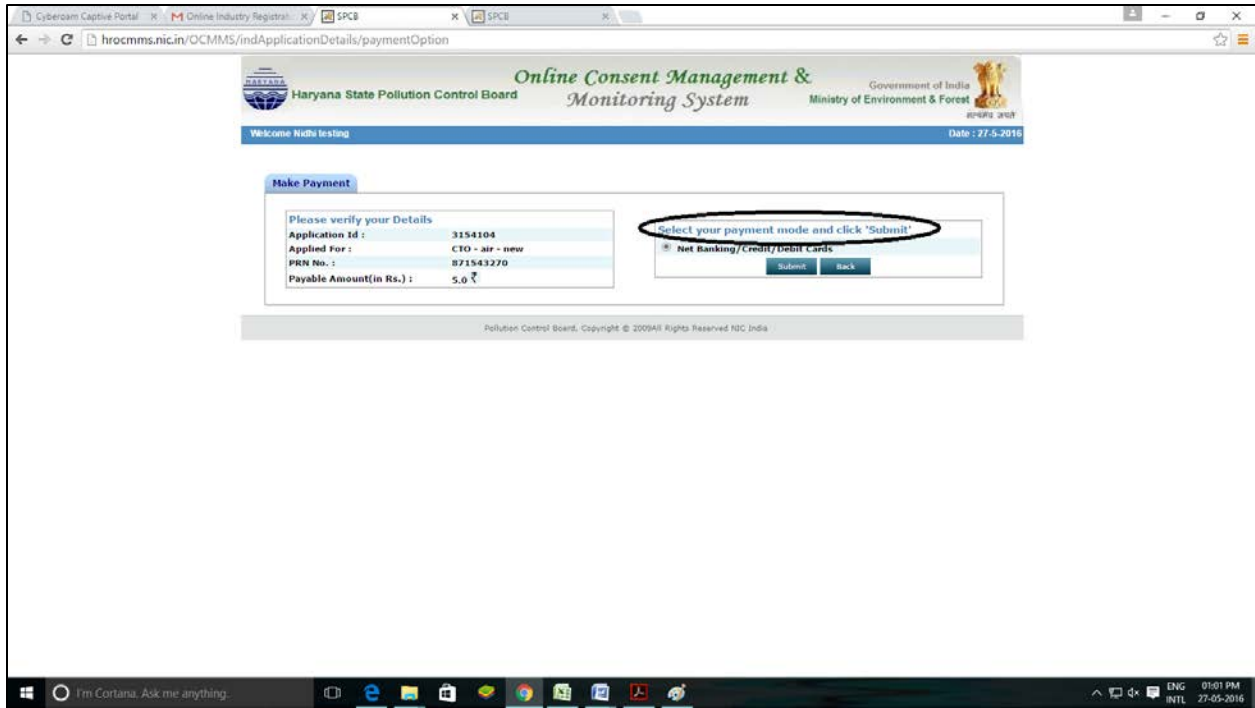 Cyberoam Captive Portal
Online Industry Registrat
SPCB
SPCB
hrocmms.nic.in/OCMMS/indApplicationDetails/paymentOption
HARYANA
Haryana State Pollution Control Board
Online Consent Management &
Monitoring System
Government of India
Ministry of Environment & Forest
सत्यमेव जयते
Welcome Nidhi testing
Date : 27-5-2016
Make Payment
Please verify your Details
Application Id : 3154104
Applied For : CTO - air - new
PRN No. : 871543270
Payable Amount(in Rs.) : 5.0 ₹
Select your payment mode and click 'Submit'
Net Banking/Credit/Debit Cards
Submit Back
Pollution Control Board, Copyright © 2009All Rights Reserved NIC India
I'm Cortana. Ask me anything.
ENG 01:01 PM
INTL 27-05-2016